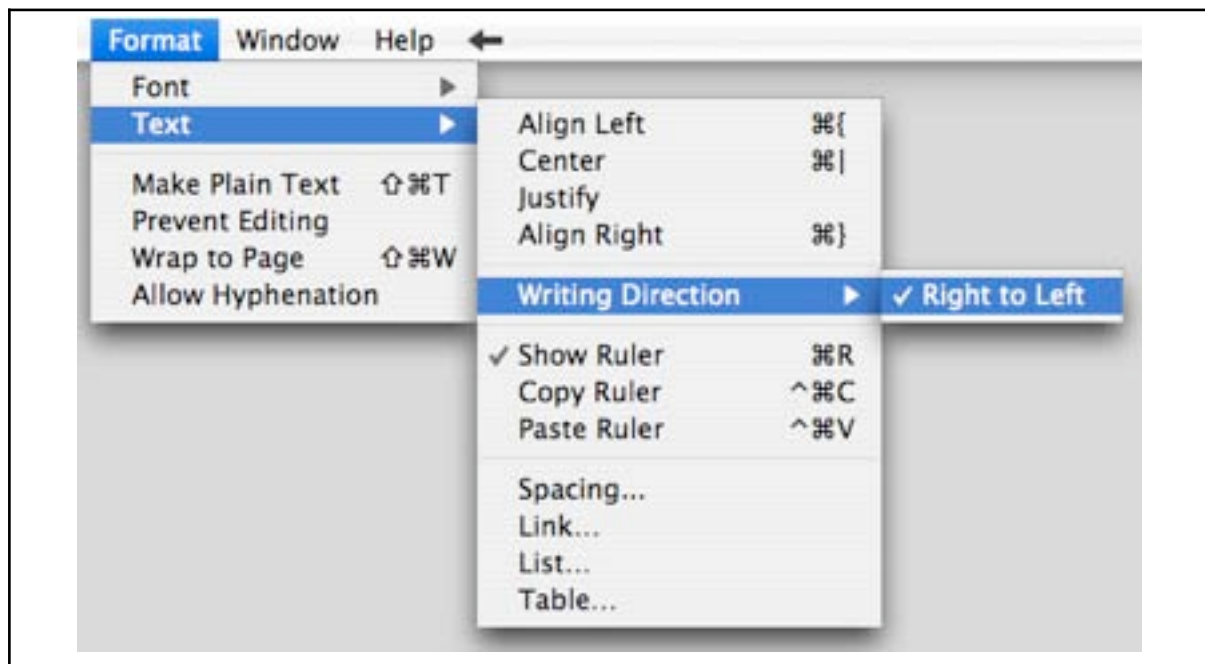 Format Window Help
Font
Text
Make Plain Text ⇧⌘T
Prevent Editing
Wrap to Page ⇧⌘W
Allow Hyphenation
Align Left ⌘{
Center ⌘|
Justify
Align Right ⌘}
Writing Direction
✓ Right to Left
✓ Show Ruler ⌘R
Copy Ruler ^⌘C
Paste Ruler ^⌘V
Spacing...
Link...
List...
Table...